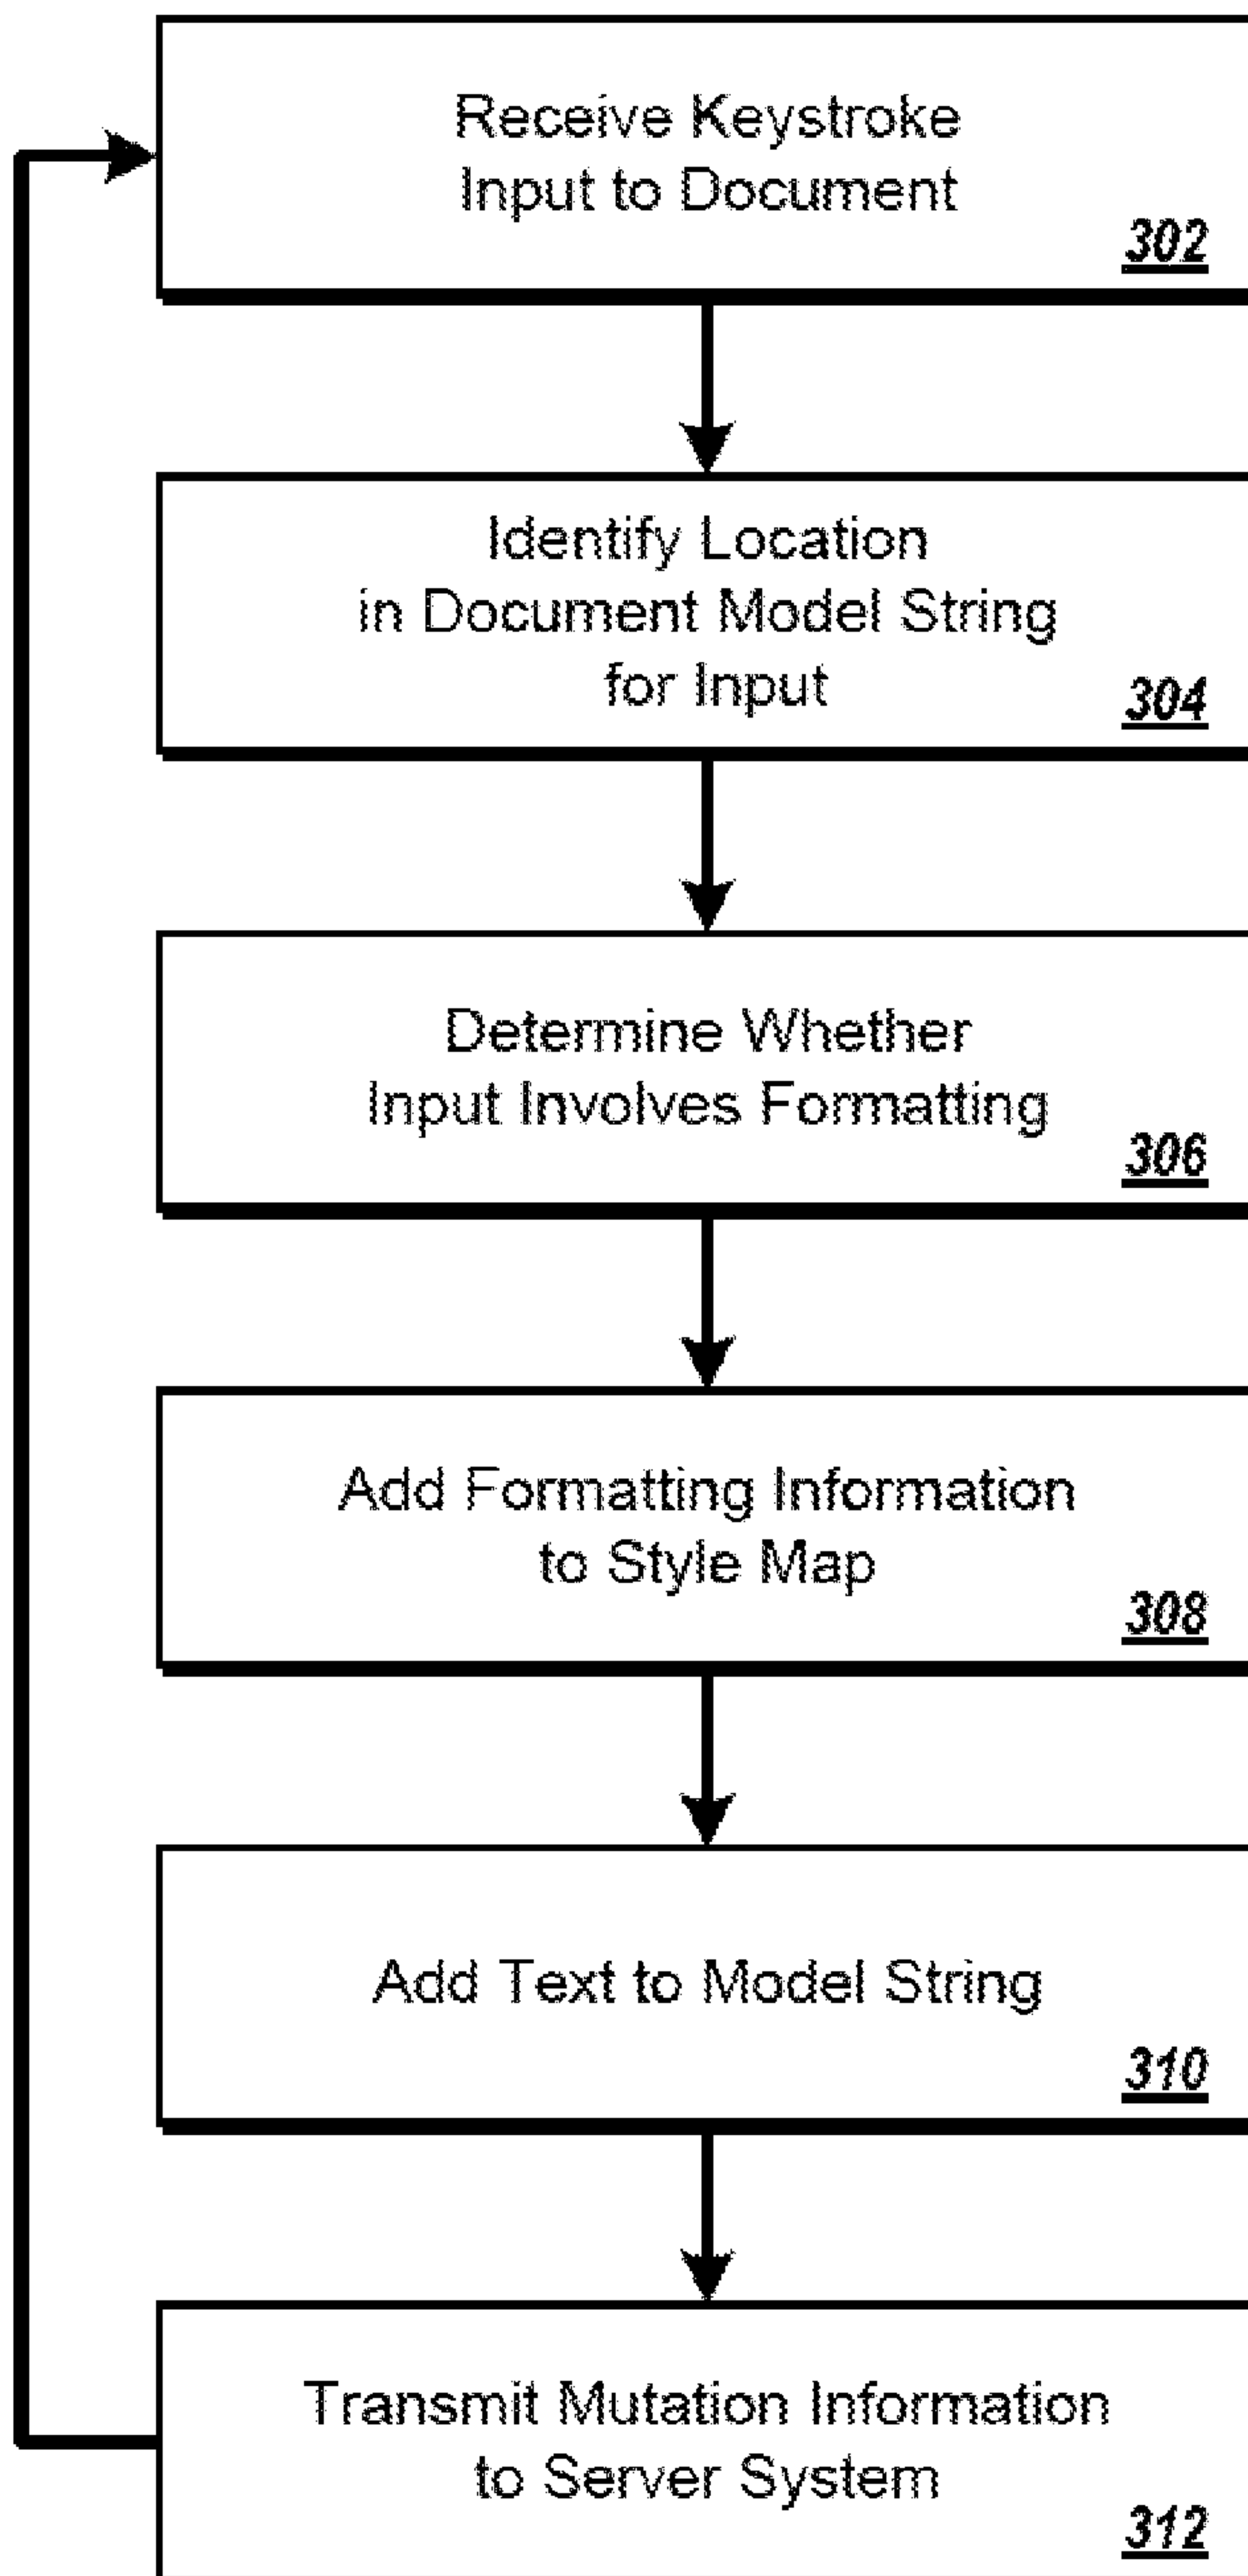 Receive Keystroke
Input to Document
302
Identify Location
in Document Model String
for Input
304
Determine Whether
Input Involves Formatting
306
Add Formatting Information
to Style Map
308
Add Text to Model String
310
Transmit Mutation Information
to Server System
312